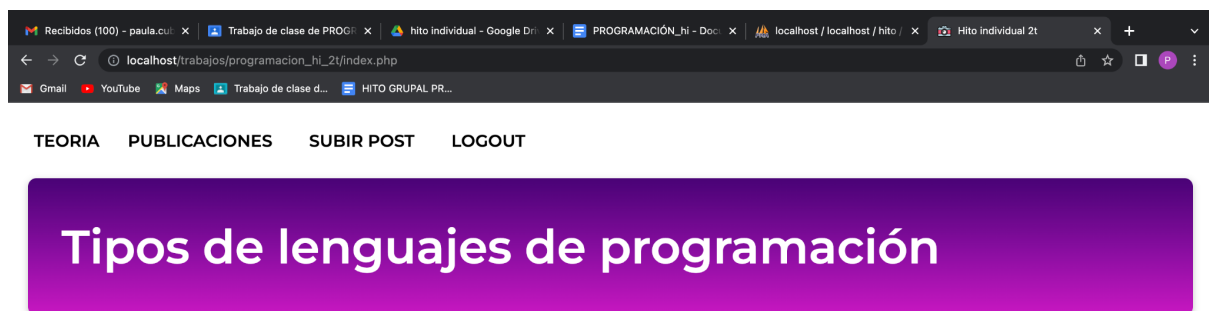 Recibidos (100) - paula.cub Trabajo de clase de PROGR hito individual - Google Driv PROGRAMACIÓN_hi - Docu localhost / localhost / hito / Hito individual 2t
localhost/trabajos/programacion_hi_2t/index.php P
Gmail YouTube Maps Trabajo de clase d... HITO GRUPAL PR...
TEORIA PUBLICACIONES SUBIR POST LOGOUT
Tipos de lenguajes de programación